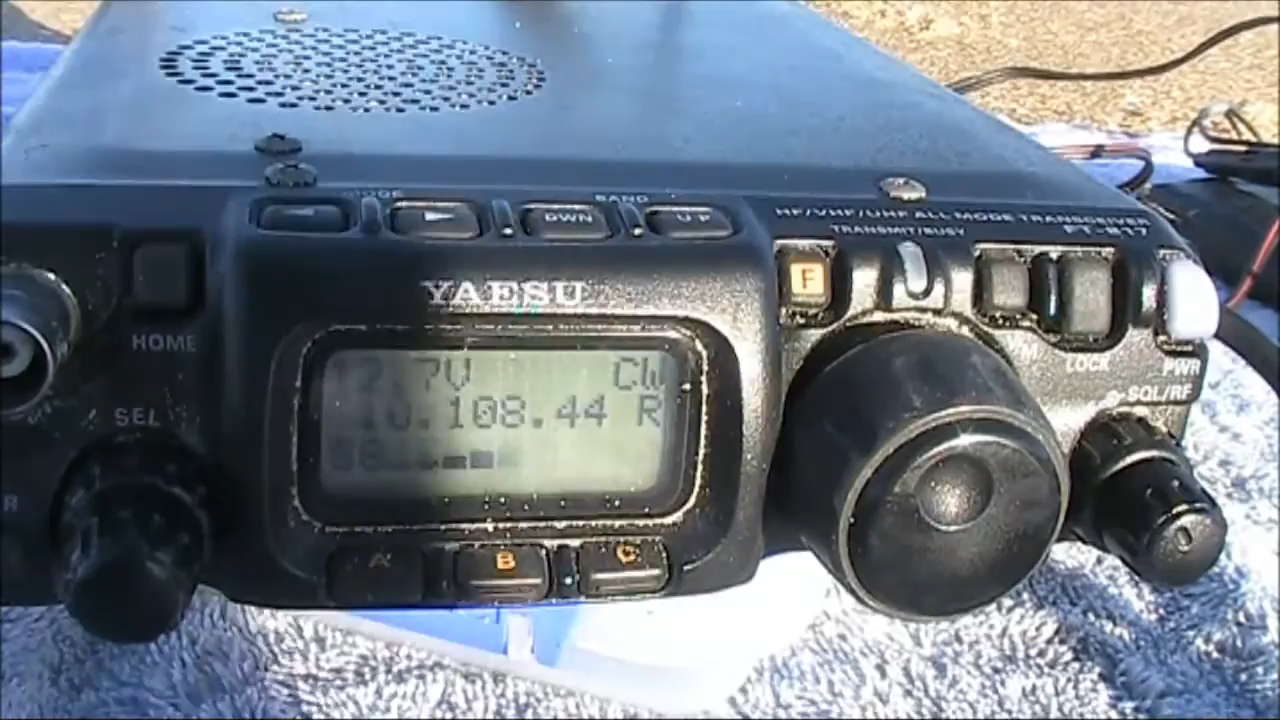 MODE
BAND
DWN
UP
HF/VHF/UHF ALL MODE TRANSCEIVER
FT-817
TRANSMIT/BUSY
F
YAESU
HOME
LOCK
PWR
SQL/RF
SEL
12.7V CW
10.108.44 R
R
A
B
C